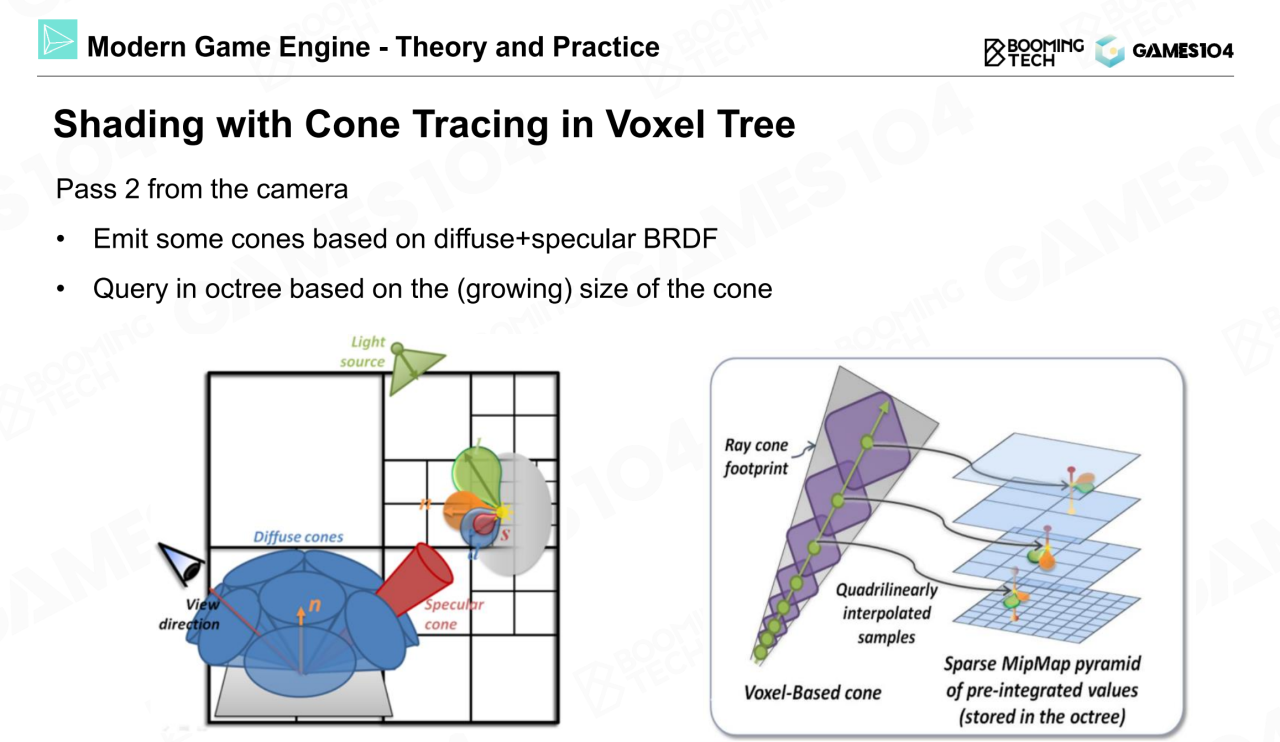 Modern Game Engine - Theory and Practice
BOOMING
TECH
GAMES104
Shading with Cone Tracing in Voxel Tree
Pass 2 from the camera
• Emit some cones based on diffuse+specular BRDF
• Query in octree based on the (growing) size of the cone
Light
source
l
n
s
d
Diffuse cones
View
direction
n
Specular
cone
Ray cone
footprint
Quadrilinearly
interpolated
samples
Voxel-Based cone
Sparse MipMap pyramid
of pre-integrated values
(stored in the octree)